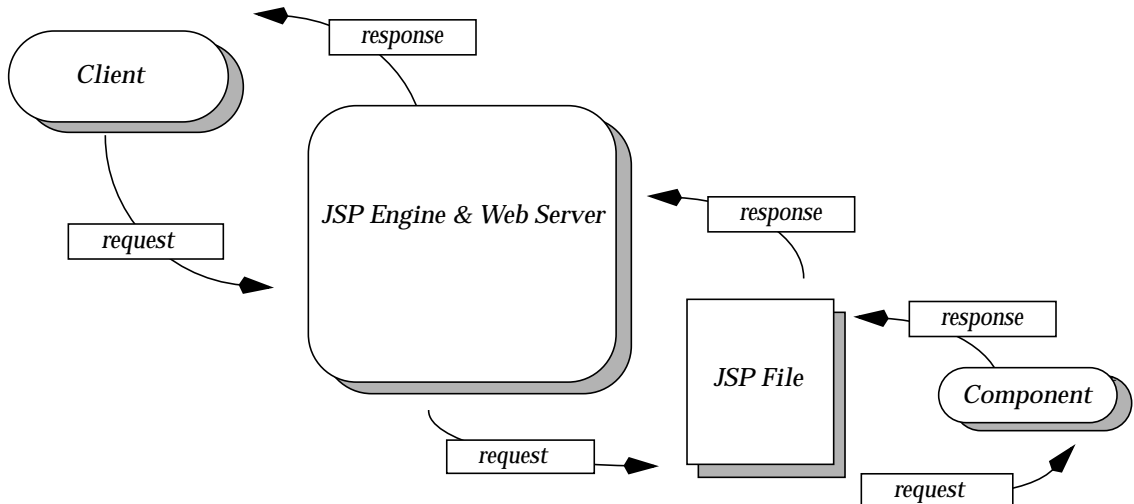 response
Client
JSP Engine & Web Server
response
request
response
JSP File
Component
request
request